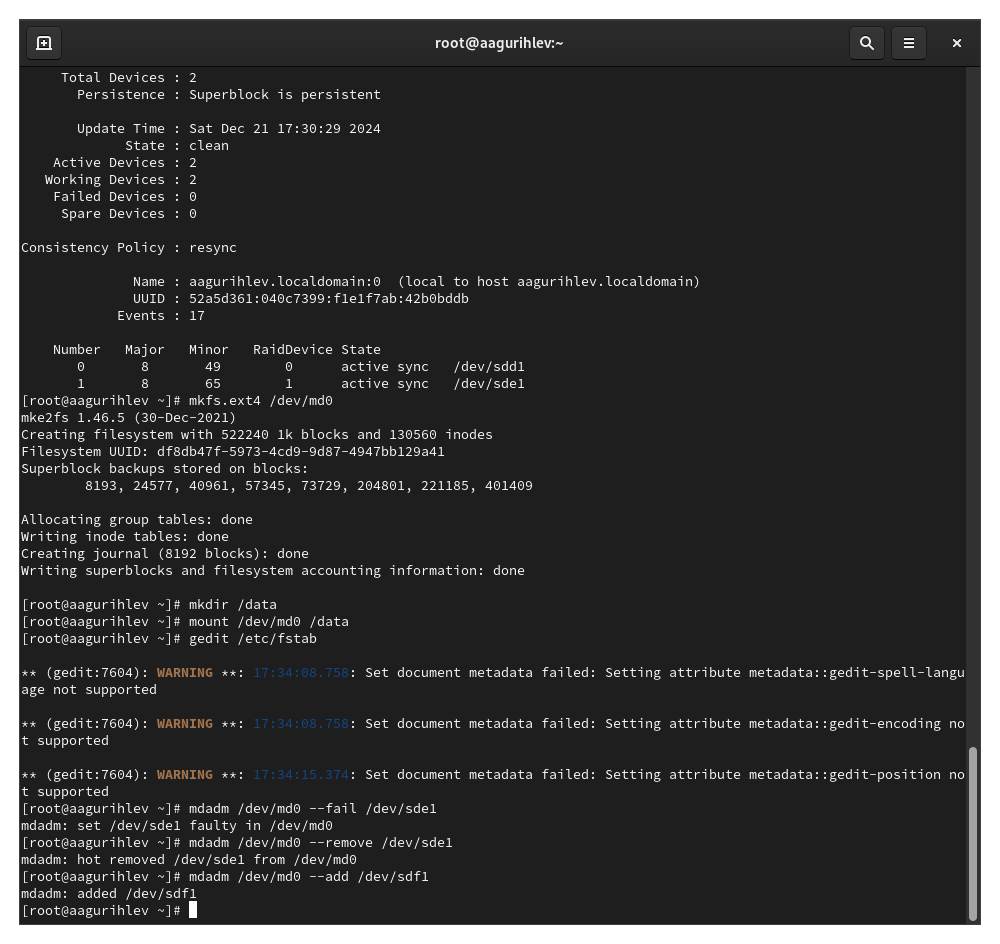 root@aagurihlev:~
Total Devices : 2
Persistence : Superblock is persistent
Update Time : Sat Dec 21 17:30:29 2024
State : clean
Active Devices : 2
Working Devices : 2
Failed Devices : 0
Spare Devices : 0
Consistency Policy : resync
Name : aagurihlev.localdomain:0  (local to host aagurihlev.localdomain)
UUID : 52a5d361:040c7399:f1e1f7ab:42b0bddb
Events : 17
Number   Major   Minor   RaidDevice State
0       8       49        0      active sync   /dev/sdd1
1       8       65        1      active sync   /dev/sde1
[root@aagurihlev ~]# mkfs.ext4 /dev/md0
mke2fs 1.46.5 (30-Dec-2021)
Creating filesystem with 522240 1k blocks and 130560 inodes
Filesystem UUID: df8db47f-5973-4cd9-9d87-4947bb129a41
Superblock backups stored on blocks:
8193, 24577, 40961, 57345, 73729, 204801, 221185, 401409
Allocating group tables: done
Writing inode tables: done
Creating journal (8192 blocks): done
Writing superblocks and filesystem accounting information: done
[root@aagurihlev ~]# mkdir /data
[root@aagurihlev ~]# mount /dev/md0 /data
[root@aagurihlev ~]# gedit /etc/fstab
** (gedit:7604): WARNING **: 17:34:08.758: Set document metadata failed: Setting attribute metadata::gedit-spell-langu
age not supported
** (gedit:7604): WARNING **: 17:34:08.758: Set document metadata failed: Setting attribute metadata::gedit-encoding no
t supported
** (gedit:7604): WARNING **: 17:34:15.374: Set document metadata failed: Setting attribute metadata::gedit-position no
t supported
[root@aagurihlev ~]# mdadm /dev/md0 --fail /dev/sde1
mdadm: set /dev/sde1 faulty in /dev/md0
[root@aagurihlev ~]# mdadm /dev/md0 --remove /dev/sde1
mdadm: hot removed /dev/sde1 from /dev/md0
[root@aagurihlev ~]# mdadm /dev/md0 --add /dev/sdf1
mdadm: added /dev/sdf1
[root@aagurihlev ~]#